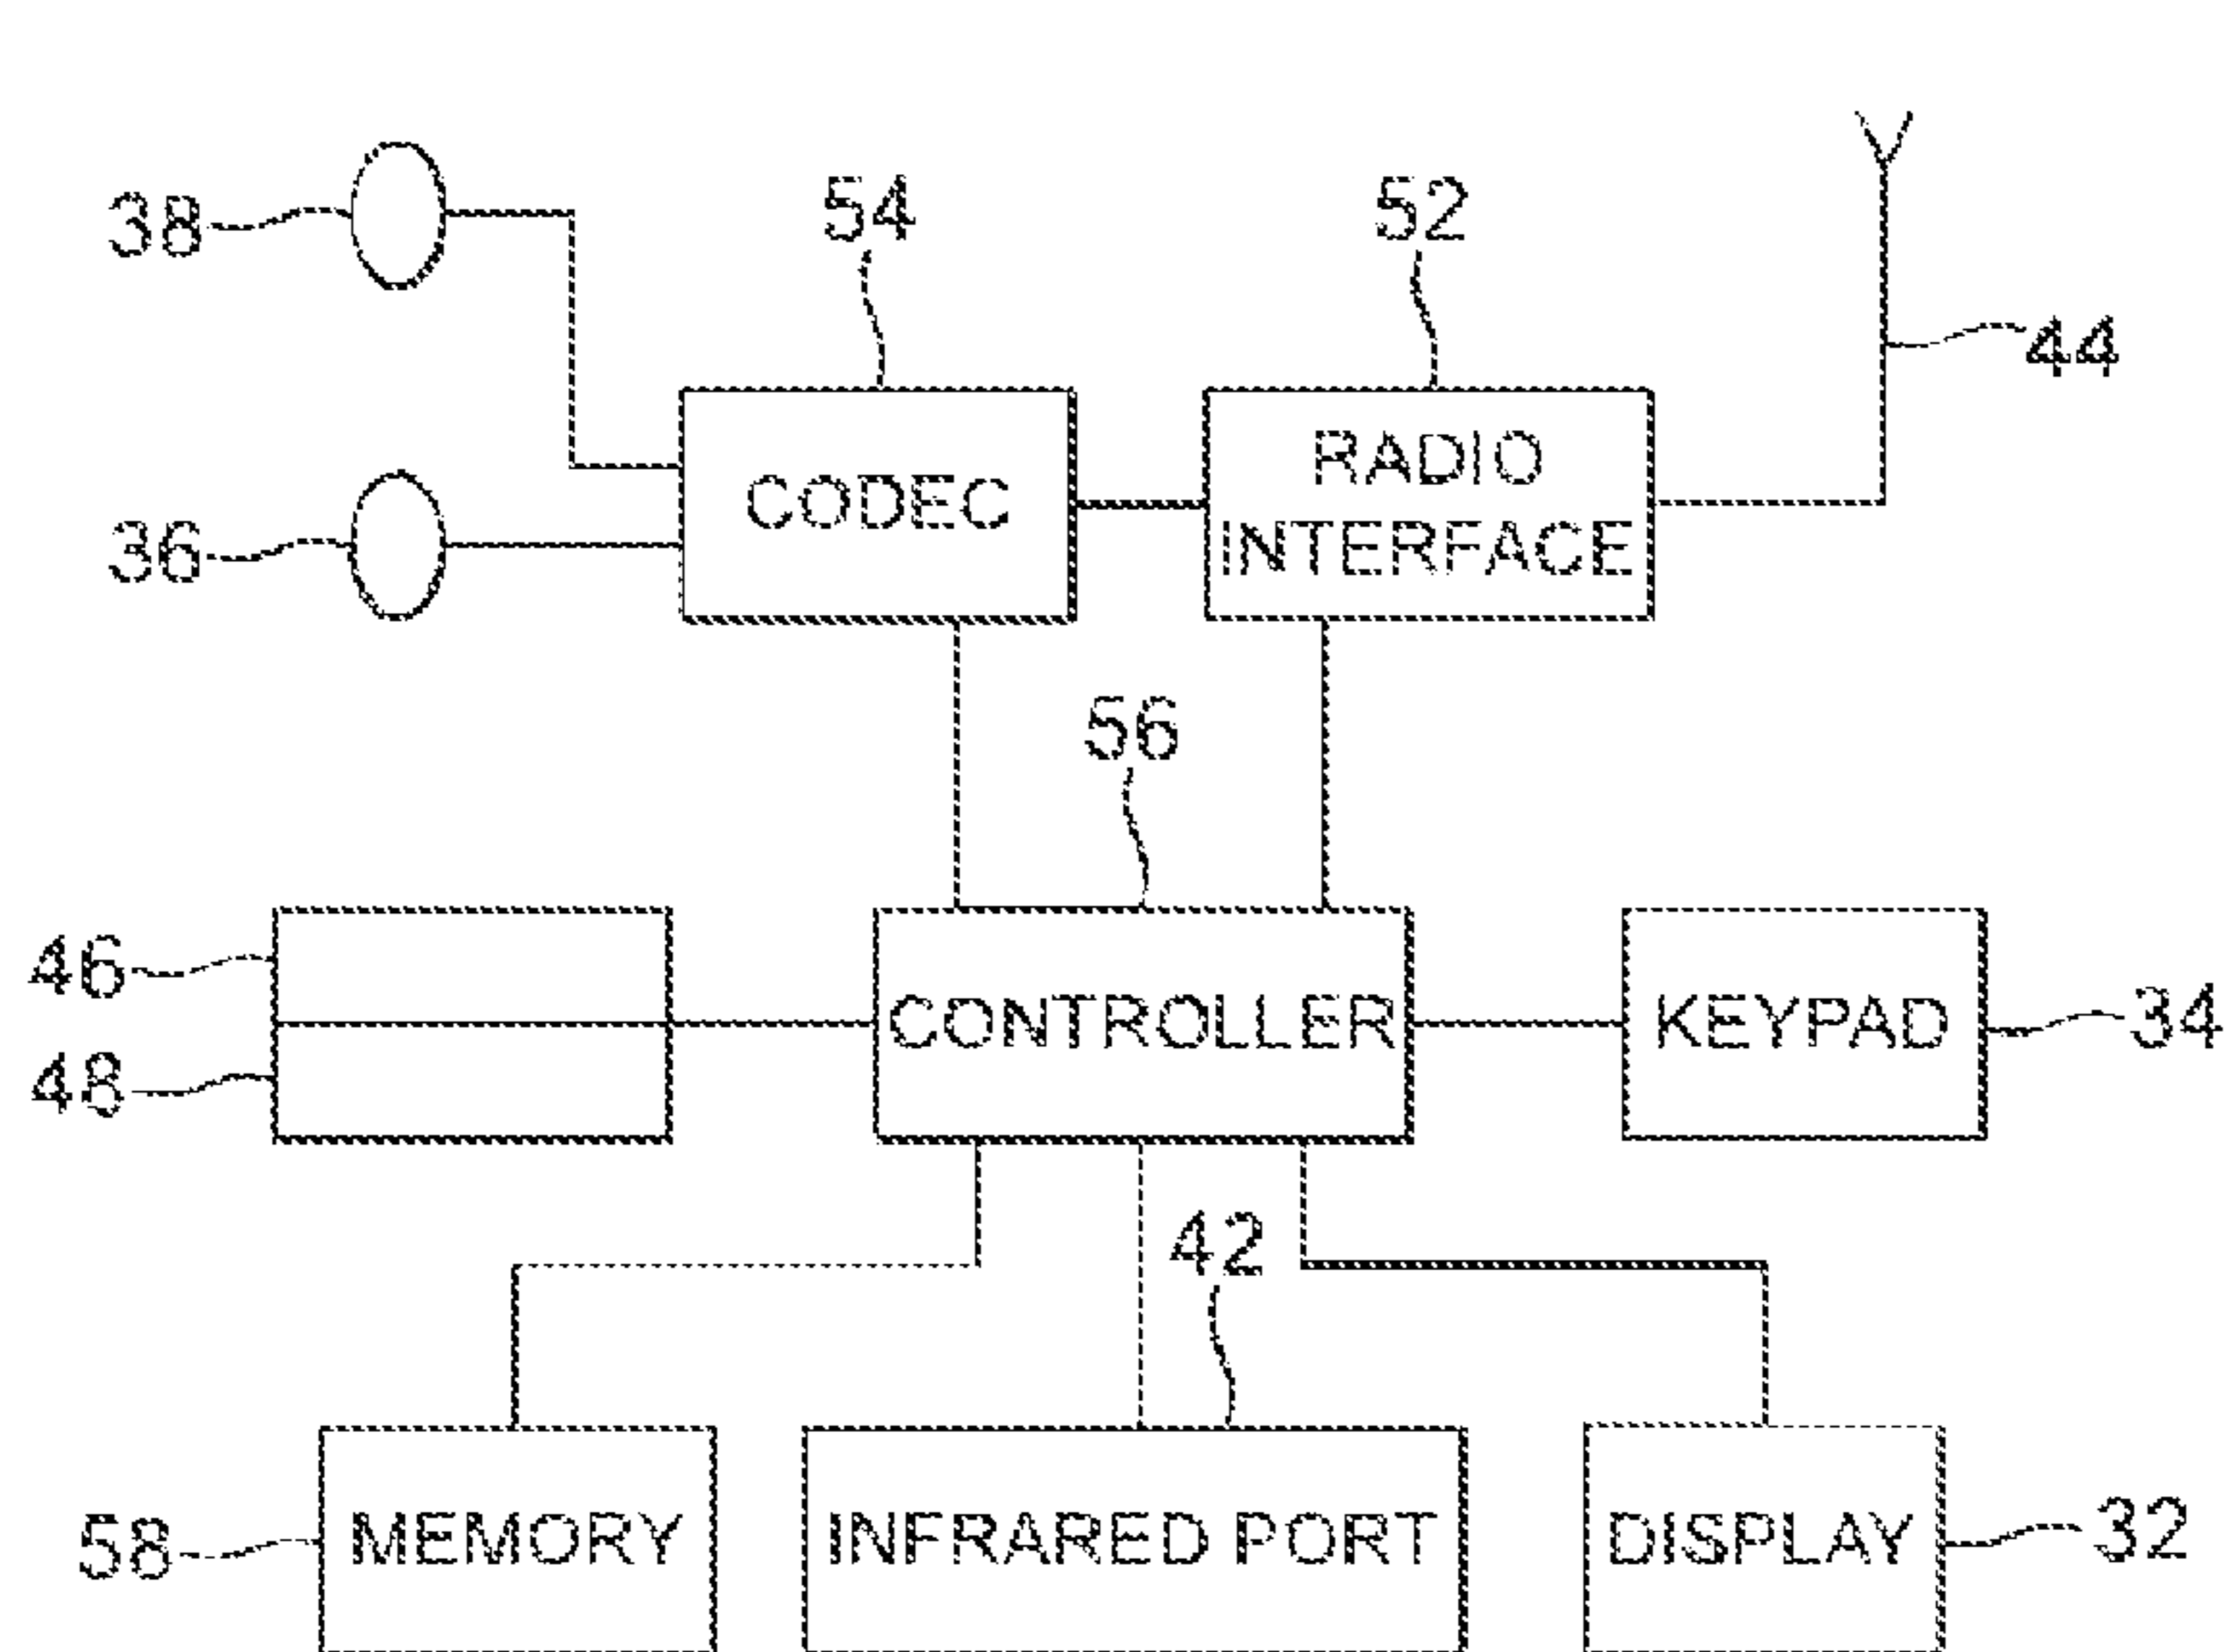 38
54
52
44
CODEC
RADIO
INTERFACE
36
56
46
48
CONTROLLER
KEYPAD
34
42
58
MEMORY
INFRARED PORT
DISPLAY
32